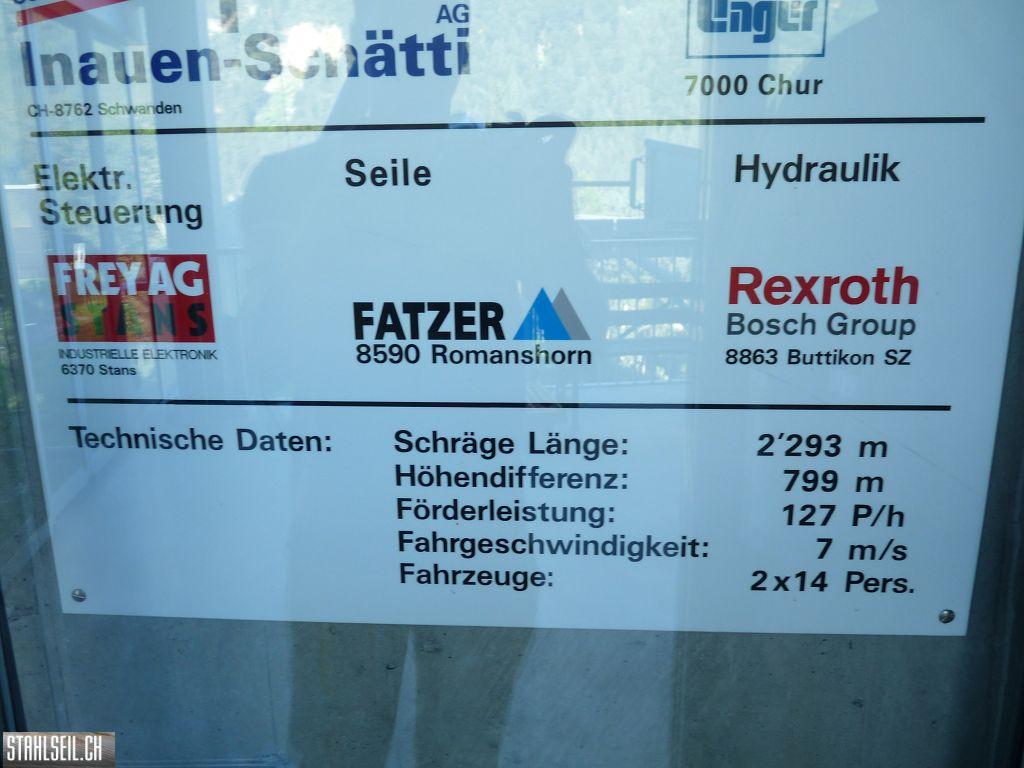 AG
Inauen-Schätti
CH-8762 Schwanden
7000 Chur
Elektr.
Steuerung
Seile
Hydraulik
FREY AG
STANS
INDUSTRIELLE ELEKTRONIK
6370 Stans
FATZER
8590 Romanshorn
Rexroth
Bosch Group
8863 Buttikon SZ
Technische Daten:
Schräge Länge: 2'293 m
Höhendifferenz: 799 m
Förderleistung: 127 P/h
Fahrgeschwindigkeit: 7 m/s
Fahrzeuge: 2x14 Pers.
STAHLSEIL.CH